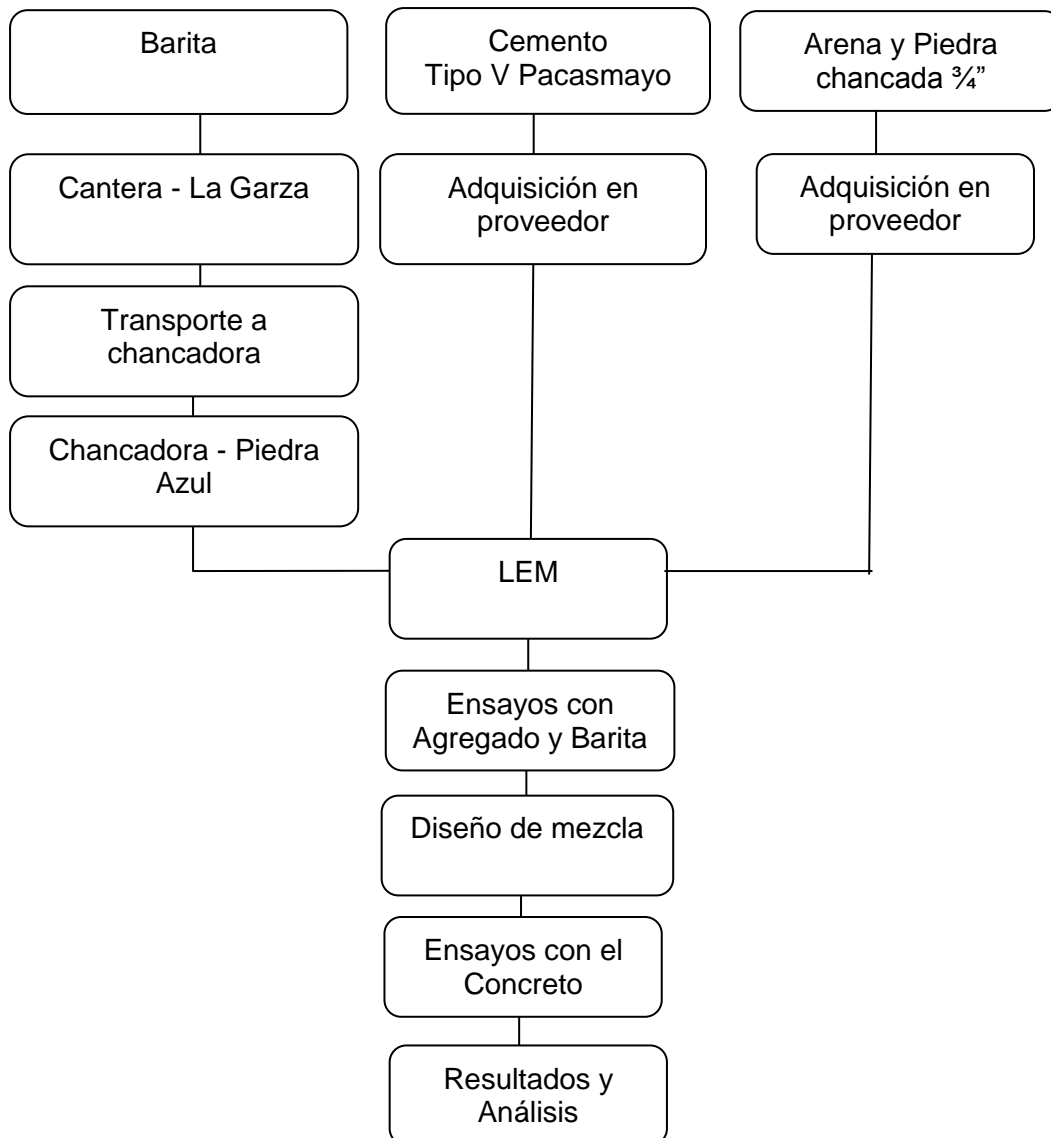 Barita
Cemento
Tipo V Pacasmayo
Arena y Piedra
chancada ¾”
Cantera - La Garza
Adquisición en
proveedor
Adquisición en
proveedor
Transporte a
chancadora
Chancadora - Piedra
Azul
LEM
Ensayos con
Agregado y Barita
Diseño de mezcla
Ensayos con el
Concreto
Resultados y
Análisis